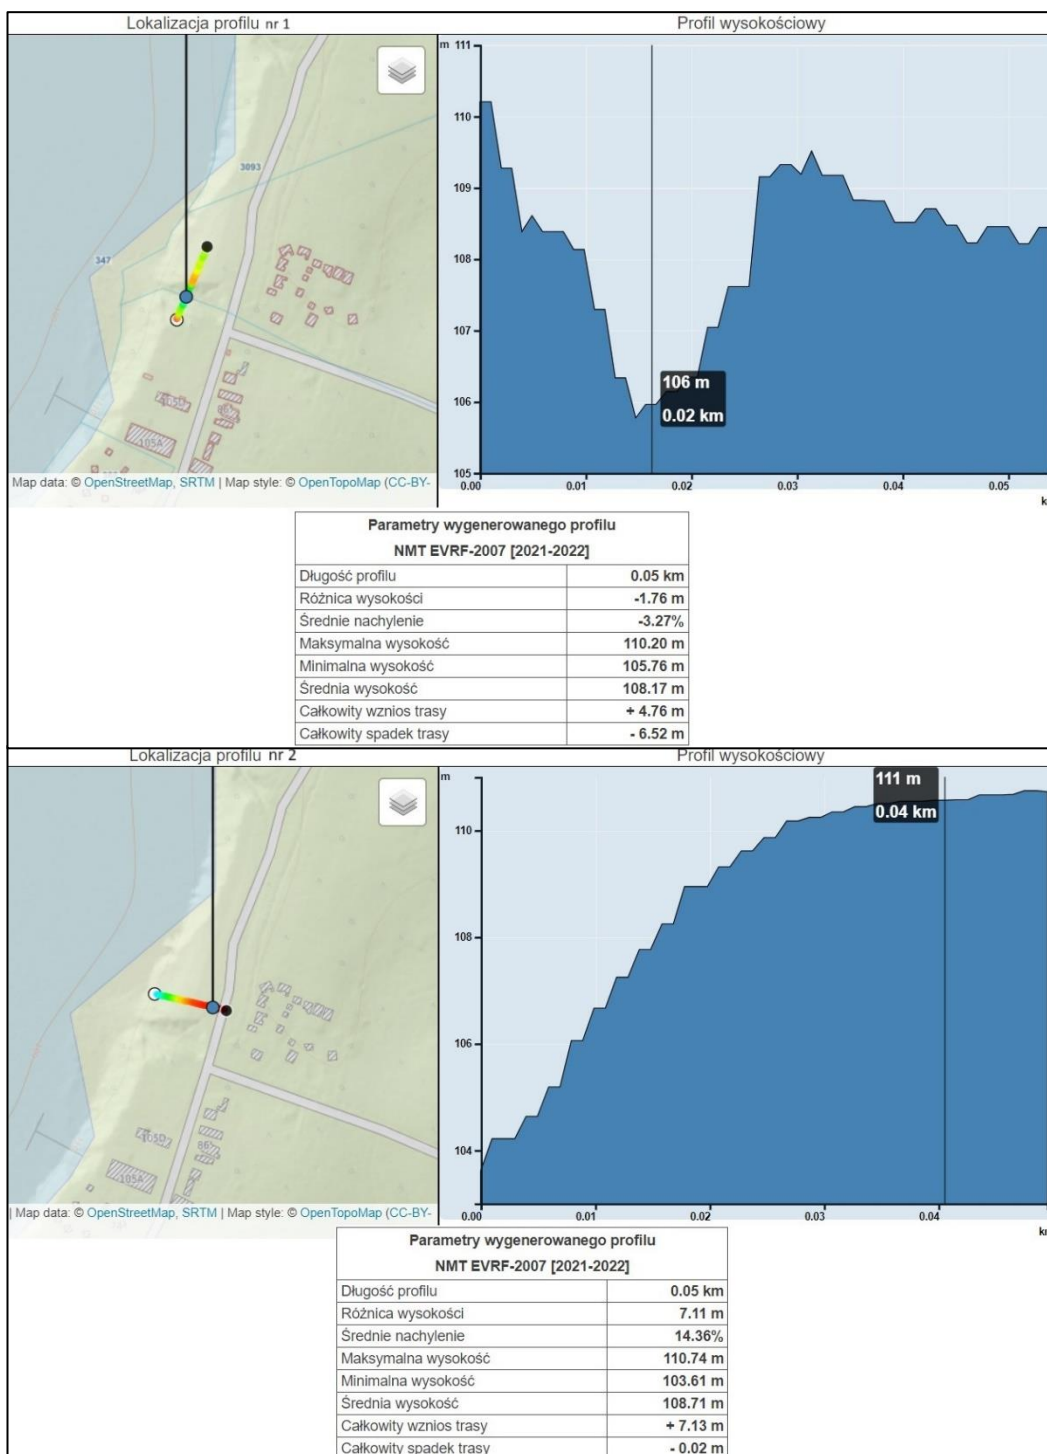 Lokalizacja profilu nr 1
Profil wysokościowy
3093
347
105D
105A
Map data: © OpenStreetMap, SRTM | Map style: © OpenTopoMap (CC-BY-
m
111
110
109
108
107
106
105
106 m
0.02 km
0.00 0.01 0.02 0.03 0.04 0.05
k
Parametry wygenerowanego profilu
NMT EVRF-2007 [2021-2022]
Długość profilu 0.05 km
Różnica wysokości -1.76 m
Średnie nachylenie -3.27%
Maksymalna wysokość 110.20 m
Minimalna wysokość 105.76 m
Średnia wysokość 108.17 m
Całkowity wznios trasy + 4.76 m
Całkowity spadek trasy - 6.52 m
Lokalizacja profilu nr 2
Profil wysokościowy
105D
105A
| Map data: © OpenStreetMap, SRTM | Map style: © OpenTopoMap (CC-BY-
m
110
108
106
104
111 m
0.04 km
0.00 0.01 0.02 0.03 0.04
k
Parametry wygenerowanego profilu
NMT EVRF-2007 [2021-2022]
Długość profilu 0.05 km
Różnica wysokości 7.11 m
Średnie nachylenie 14.36%
Maksymalna wysokość 110.74 m
Minimalna wysokość 103.61 m
Średnia wysokość 108.71 m
Całkowity wznios trasy + 7.13 m
Całkowity spadek trasy - 0.02 m